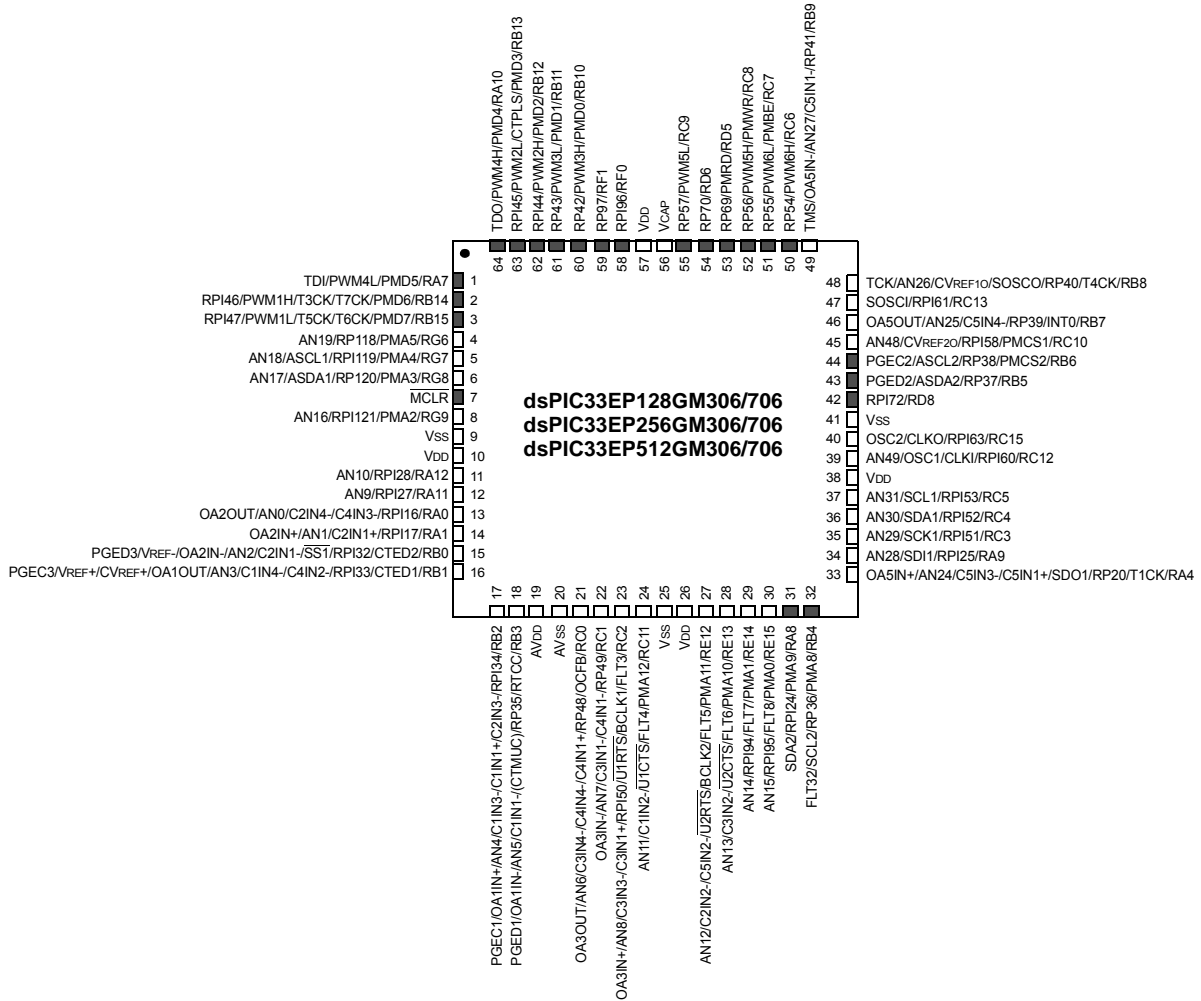 TDO/PWM4H/PMD4/RA10
RPI45/PWM2L/CTPLS/PMD3/RB13
RPI44/PWM2H/PMD2/RB12
RP43/PWM3L/PMD1/RB11
RP42/PWM3H/PMD0/RB10
RP97/RF1
RPI96/RF0
VDD
VCAP
RP57/PWM5L/RC9
RP70/RD6
RP69/PMRD/RD5
RP56/PWM5H/PMWR/RC8
RP55/PWM6L/PMBE/RC7
RP54/PWM6H/RC6
TMS/OA5IN-/AN27/C5IN1-/RP41/RB9
64 63 62 61 60 59 58 57 56 55 54 53 52 51 50 49
TDI/PWM4L/PMD5/RA7 1
RPI46/PWM1H/T3CK/T7CK/PMD6/RB14 2
RPI47/PWM1L/T5CK/T6CK/PMD7/RB15 3
AN19/RP118/PMA5/RG6 4
AN18/ASCL1/RPI119/PMA4/RG7 5
AN17/ASDA1/RP120/PMA3/RG8 6
MCLR 7
AN16/RPI121/PMA2/RG9 8
VSS 9
VDD 10
AN10/RPI28/RA12 11
AN9/RPI27/RA11 12
OA2OUT/AN0/C2IN4-/C4IN3-/RPI16/RA0 13
OA2IN+/AN1/C2IN1+/RPI17/RA1 14
PGED3/VREF-/OA2IN-/AN2/C2IN1-/SS1/RPI32/CTED2/RB0 15
PGEC3/VREF+/CVREF+/OA1OUT/AN3/C1IN4-/C4IN2-/RPI33/CTED1/RB1 16
dsPIC33EP128GM306/706
dsPIC33EP256GM306/706
dsPIC33EP512GM306/706
48 TCK/AN26/CVREF1O/SOSCO/RP40/T4CK/RB8
47 SOSCI/RPI61/RC13
46 OA5OUT/AN25/C5IN4-/RP39/INT0/RB7
45 AN48/CVREF2O/RPI58/PMCS1/RC10
44 PGEC2/ASCL2/RP38/PMCS2/RB6
43 PGED2/ASDA2/RP37/RB5
42 RPI72/RD8
41 VSS
40 OSC2/CLKO/RPI63/RC15
39 AN49/OSC1/CLKI/RPI60/RC12
38 VDD
37 AN31/SCL1/RPI53/RC5
36 AN30/SDA1/RPI52/RC4
35 AN29/SCK1/RPI51/RC3
34 AN28/SDI1/RPI25/RA9
33 OA5IN+/AN24/C5IN3-/C5IN1+/SDO1/RP20/T1CK/RA4
17 18 19 20 21 22 23 24 25 26 27 28 29 30 31 32
PGEC1/OA1IN+/AN4/C1IN3-/C1IN1+/C2IN3-/RPI34/RB2
PGED1/OA1IN-/AN5/C1IN1-/(CTMUC)/RP35/RTCC/RB3
AVDD
AVSS
OA3OUT/AN6/C3IN4-/C4IN4-/C4IN1+/RP48/OCFB/RC0
OA3IN-/AN7/C3IN1-/C4IN1-/RP49/RC1
OA3IN+/AN8/C3IN3-/C3IN1+/RPI50/U1RTS/BCLK1/FLT3/RC2
AN11/C1IN2-/U1CTS/FLT4/PMA12/RC11
VSS
VDD
AN12/C2IN2-/C5IN2-/U2RTS/BCLK2/FLT5/PMA11/RE12
AN13/C3IN2-/U2CTS/FLT6/PMA10/RE13
AN14/RPI94/FLT7/PMA1/RE14
AN15/RPI95/FLT8/PMA0/RE15
SDA2/RPI24/PMA9/RA8
FLT32/SCL2/RP36/PMA8/RB4